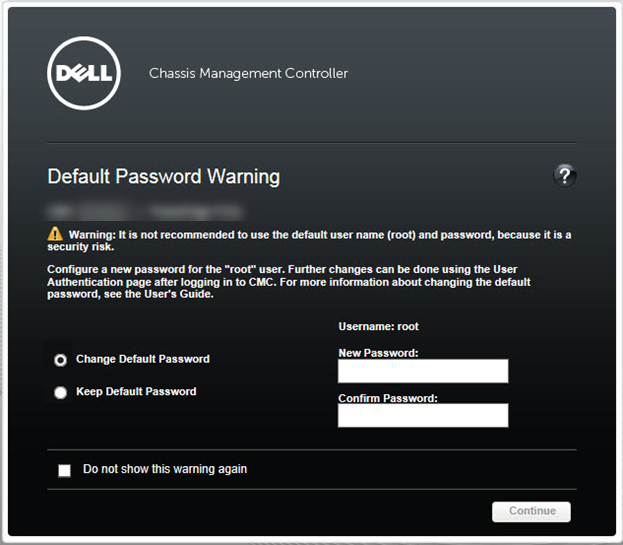 DELL
Chassis Management Controller
Default Password Warning
?
Warning: It is not recommended to use the default user name (root) and password, because it is a
security risk.
Configure a new password for the "root" user. Further changes can be done using the User
Authentication page after logging in to CMC. For more information about changing the default
password, see the User's Guide.
Username: root
Change Default Password
New Password:
Keep Default Password
Confirm Password:
Do not show this warning again
Continue